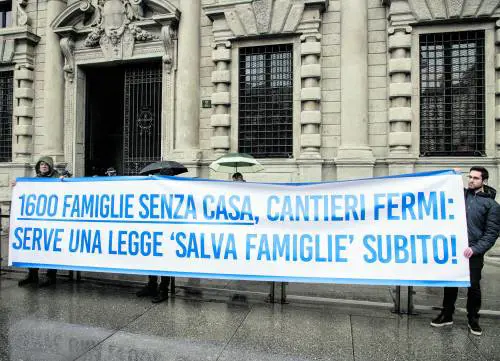 1600 FAMIGLIE SENZA CASA, CANTIERI FERMI:
SERVE UNA LEGGE 'SALVA FAMIGLIE' SUBITO!